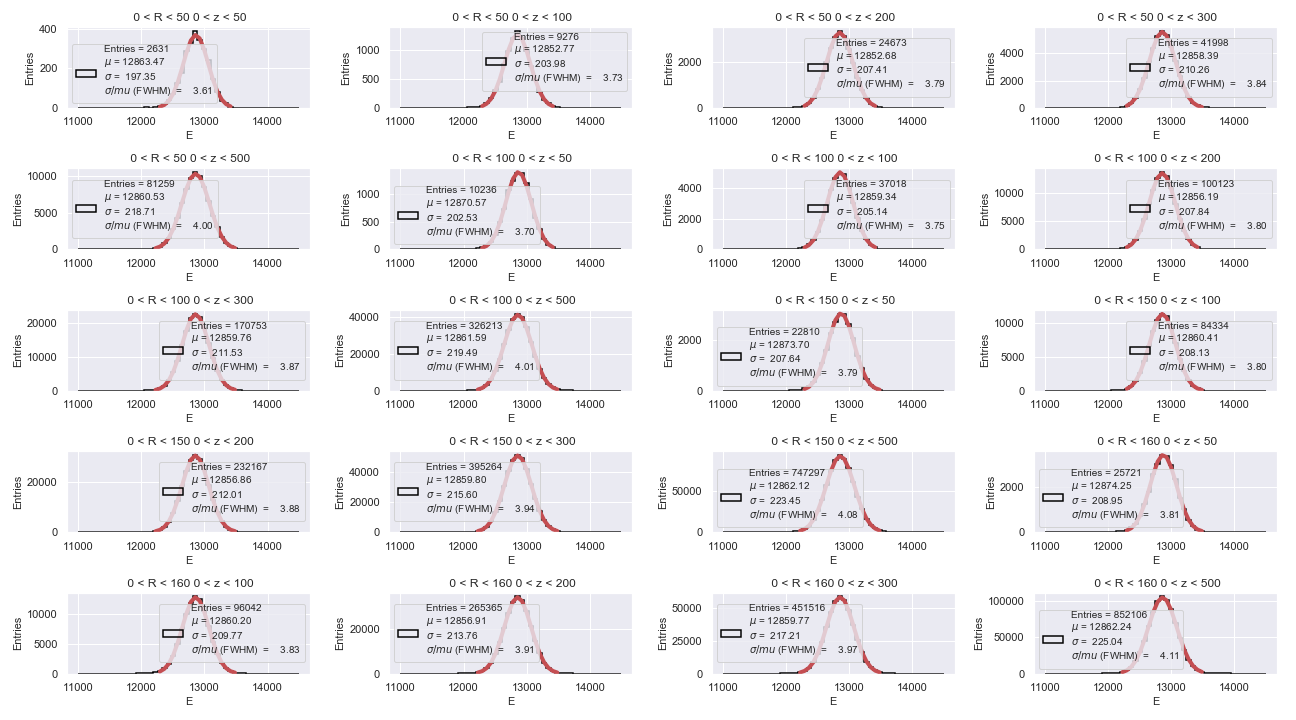 0 < R < 50 0 < z < 50
400
200
0
Entries
Entries = 2631
μ = 12863.47
σ = 197.35
σ/mu (FWHM) = 3.61
11000 12000 13000 14000
E
0 < R < 50 0 < z < 100
1000
500
0
Entries
Entries = 9276
μ = 12852.77
σ = 203.98
σ/mu (FWHM) = 3.73
11000 12000 13000 14000
E
0 < R < 50 0 < z < 200
2000
0
Entries
Entries = 24673
μ = 12852.68
σ = 207.41
σ/mu (FWHM) = 3.79
11000 12000 13000 14000
E
0 < R < 50 0 < z < 300
4000
2000
0
Entries
Entries = 41998
μ = 12858.39
σ = 210.26
σ/mu (FWHM) = 3.84
11000 12000 13000 14000
E
0 < R < 50 0 < z < 500
10000
5000
0
Entries
Entries = 81259
μ = 12860.53
σ = 218.71
σ/mu (FWHM) = 4.00
11000 12000 13000 14000
E
0 < R < 100 0 < z < 50
1000
500
0
Entries
Entries = 10236
μ = 12870.57
σ = 202.53
σ/mu (FWHM) = 3.70
11000 12000 13000 14000
E
0 < R < 100 0 < z < 100
4000
2000
0
Entries
Entries = 37018
μ = 12859.34
σ = 205.14
σ/mu (FWHM) = 3.75
11000 12000 13000 14000
E
0 < R < 100 0 < z < 200
10000
5000
0
Entries
Entries = 100123
μ = 12856.19
σ = 207.84
σ/mu (FWHM) = 3.80
11000 12000 13000 14000
E
0 < R < 100 0 < z < 300
20000
10000
0
Entries
Entries = 170753
μ = 12859.76
σ = 211.53
σ/mu (FWHM) = 3.87
11000 12000 13000 14000
E
0 < R < 100 0 < z < 500
40000
20000
0
Entries
Entries = 326213
μ = 12861.59
σ = 219.49
σ/mu (FWHM) = 4.01
11000 12000 13000 14000
E
0 < R < 150 0 < z < 50
2000
0
Entries
Entries = 22810
μ = 12873.70
σ = 207.64
σ/mu (FWHM) = 3.79
11000 12000 13000 14000
E
0 < R < 150 0 < z < 100
10000
5000
0
Entries
Entries = 84334
μ = 12860.41
σ = 208.13
σ/mu (FWHM) = 3.80
11000 12000 13000 14000
E
0 < R < 150 0 < z < 200
20000
0
Entries
Entries = 232167
μ = 12856.86
σ = 212.01
σ/mu (FWHM) = 3.88
11000 12000 13000 14000
E
0 < R < 150 0 < z < 300
40000
20000
0
Entries
Entries = 395264
μ = 12859.80
σ = 215.60
σ/mu (FWHM) = 3.94
11000 12000 13000 14000
E
0 < R < 150 0 < z < 500
50000
0
Entries
Entries = 747297
μ = 12862.12
σ = 223.45
σ/mu (FWHM) = 4.08
11000 12000 13000 14000
E
0 < R < 160 0 < z < 50
2000
0
Entries
Entries = 25721
μ = 12874.25
σ = 208.95
σ/mu (FWHM) = 3.81
11000 12000 13000 14000
E
0 < R < 160 0 < z < 100
10000
5000
0
Entries
Entries = 96042
μ = 12860.20
σ = 209.77
σ/mu (FWHM) = 3.83
11000 12000 13000 14000
E
0 < R < 160 0 < z < 200
20000
0
Entries
Entries = 265365
μ = 12856.91
σ = 213.76
σ/mu (FWHM) = 3.91
11000 12000 13000 14000
E
0 < R < 160 0 < z < 300
50000
25000
0
Entries
Entries = 451516
μ = 12859.77
σ = 217.21
σ/mu (FWHM) = 3.97
11000 12000 13000 14000
E
0 < R < 160 0 < z < 500
100000
50000
0
Entries
Entries = 852106
μ = 12862.24
σ = 225.04
σ/mu (FWHM) = 4.11
11000 12000 13000 14000
E